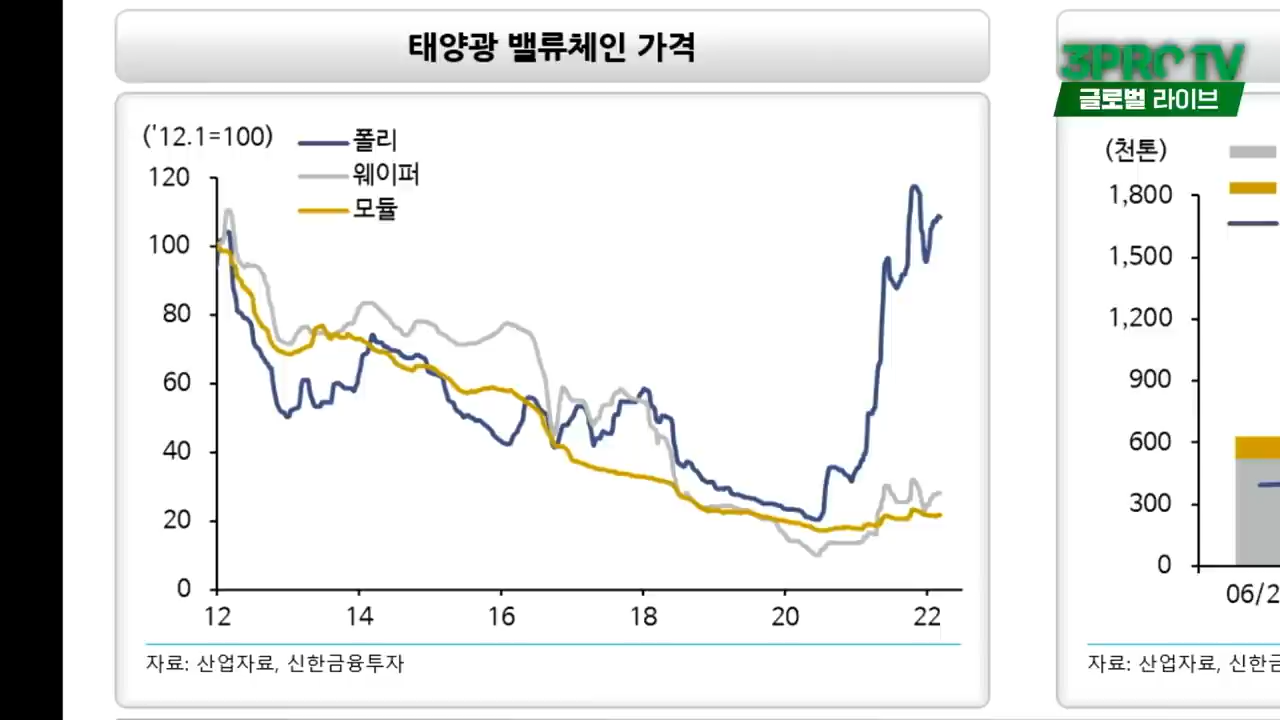 태양광 밸류체인 가격
('12.1=100)
폴리
웨이퍼
모듈
120
100
80
60
40
20
0
12 14 16 18 20 22
자료: 산업자료, 신한금융투자
3PRO TV
글로벌 라이브
(천톤)
1,800
1,500
1,200
900
600
300
0
06/2
자료: 산업자료, 신한금